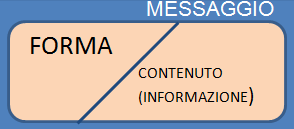 MESSAGGIO
FORMA
CONTENUTO
(INFORMAZIONE)